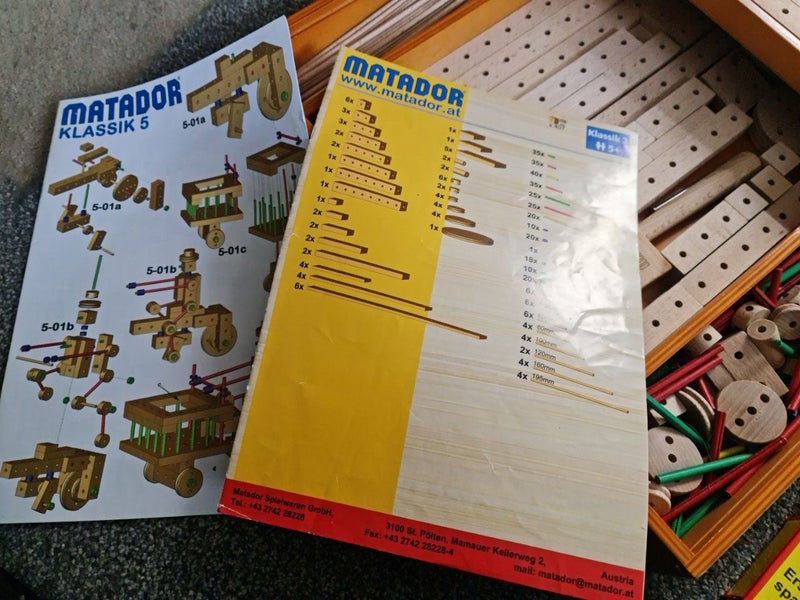 MATADOR
KLASSIK 5
5-01a
5-01a
5-01c
5-01b
5-01b
MATADOR
www.matador.at
Klassik
5+
6x
3x
3x
2x
2x
1x
1x
1x
1x
2x
2x
2x
2x
4x
4x
6x
1x
1x
5x
2x
2x
6x
2x
4x
4x
4x
1x
35x
35x
40x
35x
25x
25x
20x
10x
20x
1x
18x
10x
20x
6x
6x
6x
4x
4x
2x 120mm
4x 160mm
4x 195mm
Matador Spielwaren GmbH,
Tel.: +43 2742 28228
3100 St. Pölten, Mamauer Kellerweg 2,
Austria
Fax: +43 2742 28228-4
mail: matador@matador.at